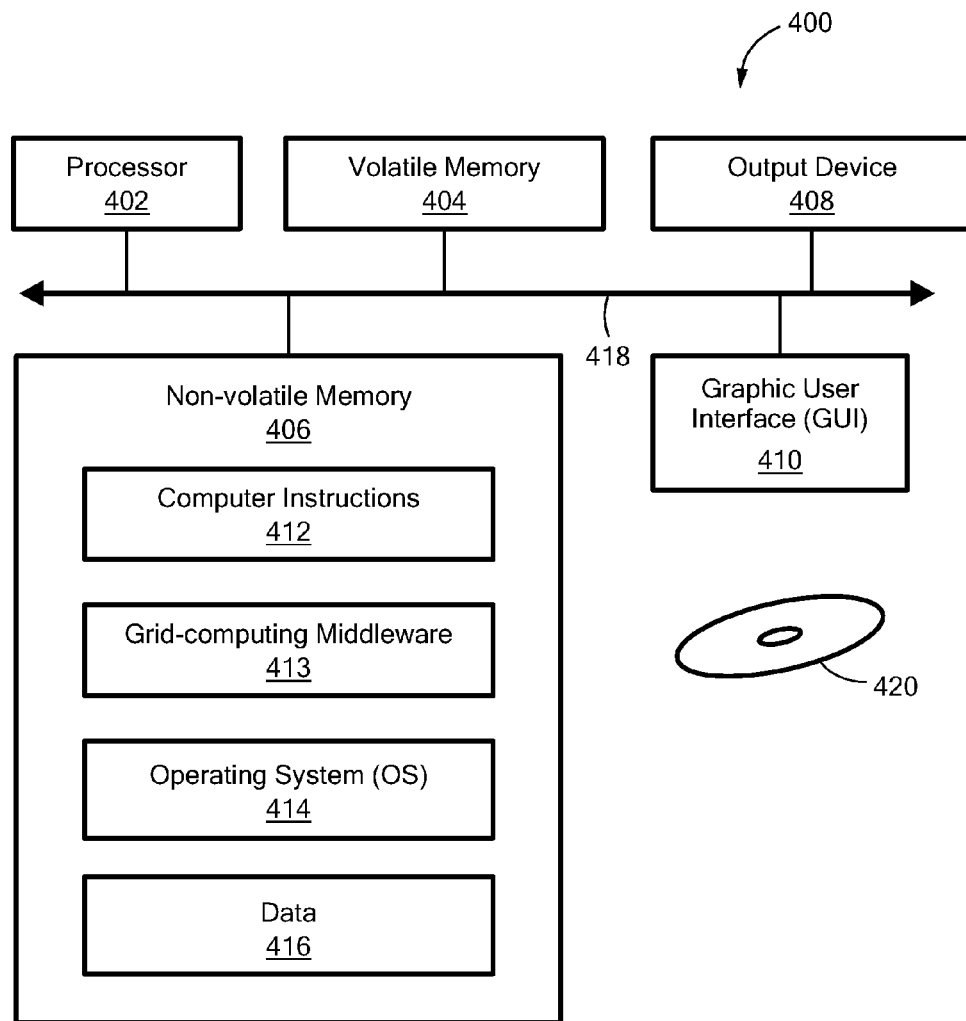 400
Processor
402
Volatile Memory
404
Output Device
408
418
Non-volatile Memory
406
Computer Instructions
412
Grid-computing Middleware
413
Operating System (OS)
414
Data
416
Graphic User
Interface (GUI)
410
420